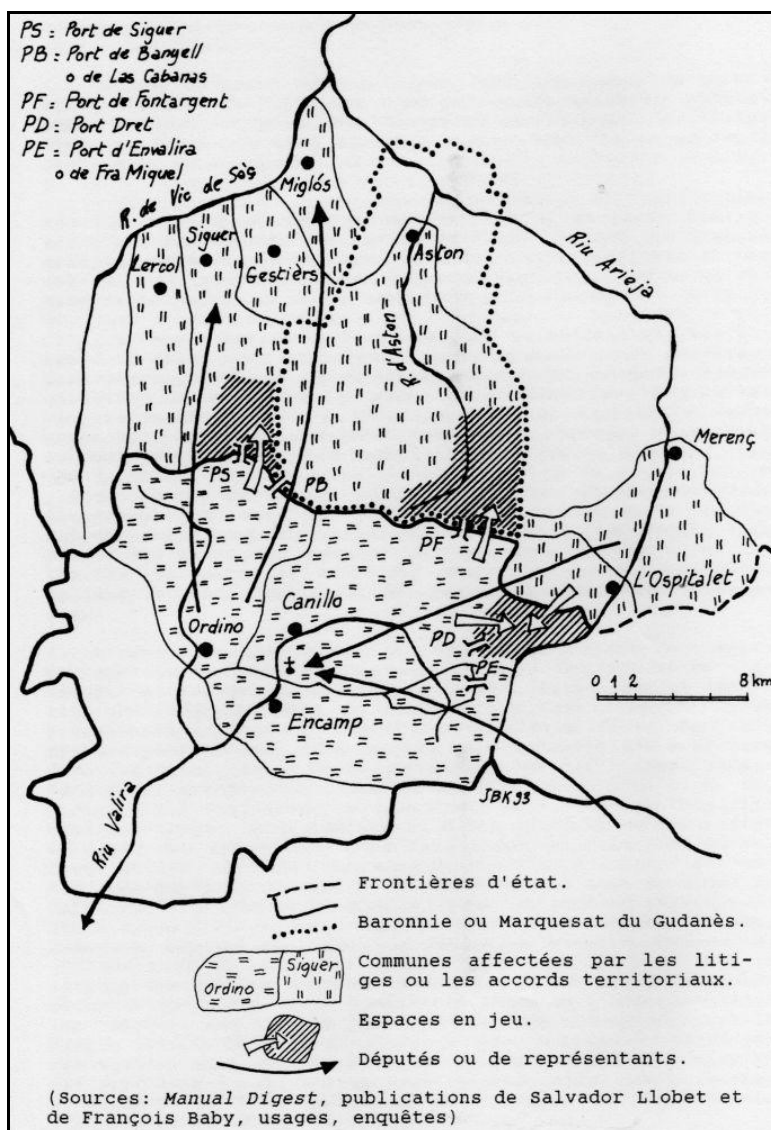 PS : Port de Siguer
PB : Port de Banyell
o de Las Cabanas
PF : Port de Fontargent
PD : Port Dret
PE : Port d'Envalira
o de Fra Miquel
R. de Vic de Sòs
Miglós
Siguer
Lercol
Gestièrs
Aston
Riu Arieja
R. d'Aston
Merenç
PS
PB
PF
L'Ospitalet
Canillo
Ordino
PD
PE
0 1 2 8 km
Encamp
JBK93
Riu Valira
Frontières d'état.
Baronnie ou Marquesat du Gudanès.
Ordino
Siguer
Communes affectées par les liti-
ges ou les accords territoriaux.
Espaces en jeu.
Députés ou de représentants.
(Sources: Manual Digest, publications de Salvador Llobet et
de François Baby, usages, enquêtes)